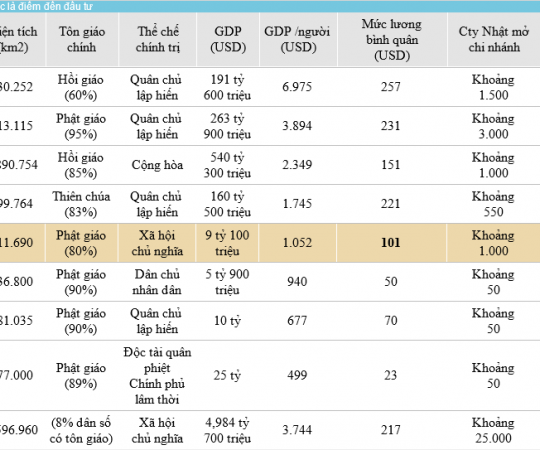 c là điểm đến đầu tư
iện tích Tôn giáo Thể chế GDP GDP /người Mức lương Cty Nhật mở
(km2) chính chính trị (USD) (USD) bình quân chi nhánh
(USD)
30.252 Hồi giáo Quân chủ 191 tỷ 6.975 257 Khoảng
(60%) lập hiến 600 triệu 1.500
13.115 Phật giáo Quân chủ 263 tỷ 3.894 231 Khoảng
(95%) lập hiến 900 triệu 3.000
890.754 Hồi giáo Cộng hòa 540 tỷ 2.349 151 Khoảng
(85%) 300 triệu 1.000
99.764 Thiên chúa Quân chủ 160 tỷ 1.745 221 Khoảng
(83%) lập hiến 500 triệu 550
11.690 Phật giáo Xã hội 9 tỷ 100 1.052 101 Khoảng
(80%) chủ nghĩa triệu 1.000
36.800 Phật giáo Dân chủ 5 tỷ 900 940 50 Khoảng
(90%) nhân dân triệu 50
81.035 Phật giáo Quân chủ 10 tỷ 677 70 Khoảng
(90%) lập hiến 50
77.000 Phật giáo Độc tài quân 25 tỷ 499 23 Khoảng
(89%) phiệt 50
Chính phủ
lâm thời
596.960 (8% dân số Xã hội 4,984 tỷ 3.744 217 Khoảng
có tôn giáo) chủ nghĩa 700 triệu 25.000